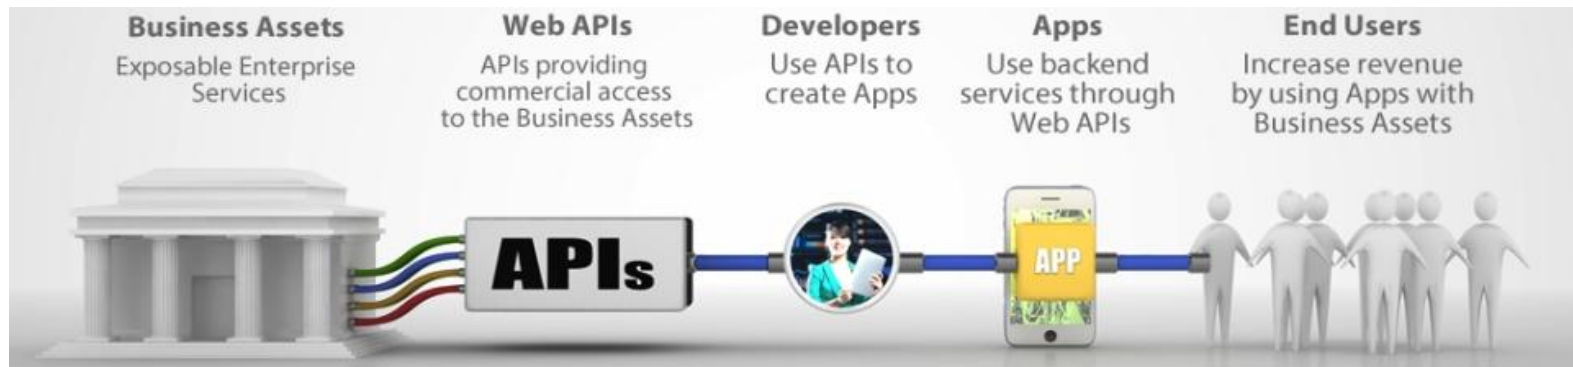 Business Assets
Exposable Enterprise
Services
Web APIs
APIs providing
commercial access
to the Business Assets
Developers
Use APIs to
create Apps
Apps
Use backend
services through
Web APIs
End Users
Increase revenue
by using Apps with
Business Assets
APIs
APP